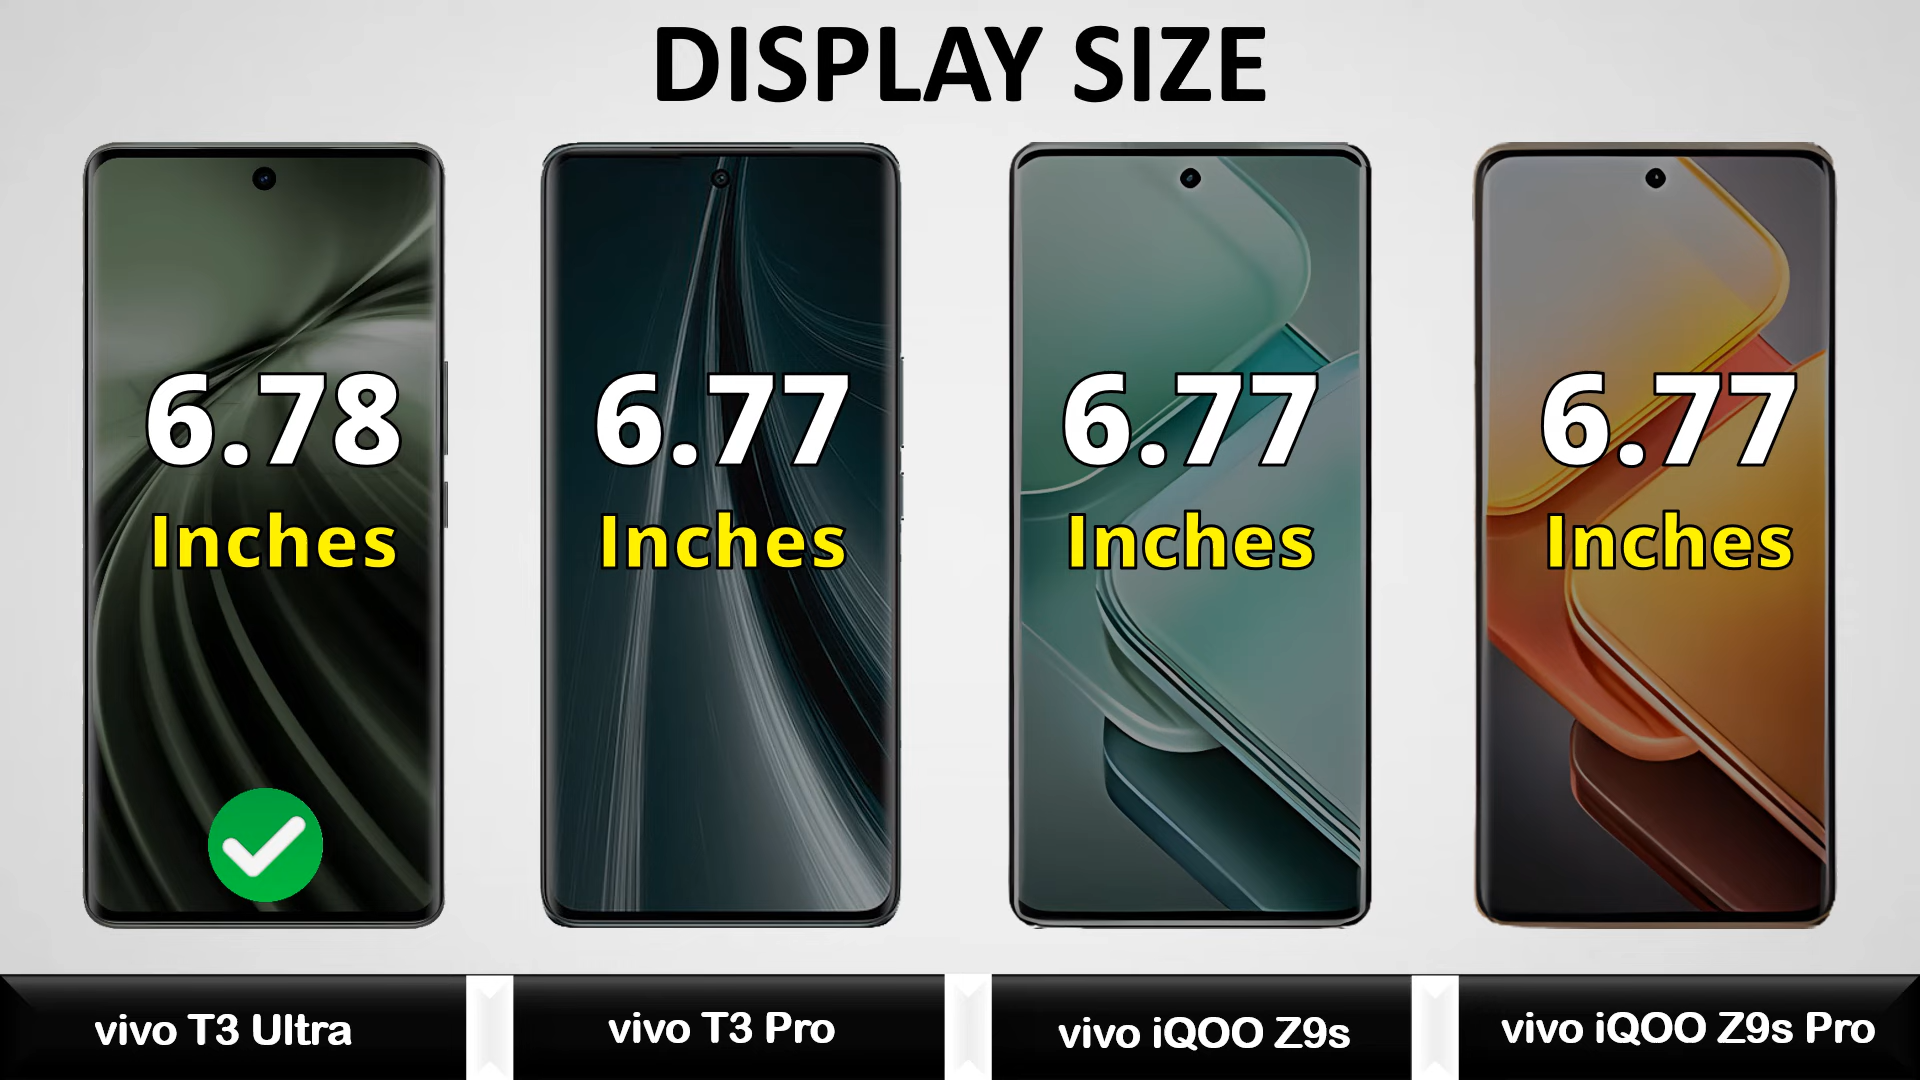 DISPLAY SIZE
6.78
Inches
6.77
Inches
6.77
Inches
6.77
Inches
vivo T3 Ultra
vivo T3 Pro
vivo iQOO Z9s
vivo iQOO Z9s Pro